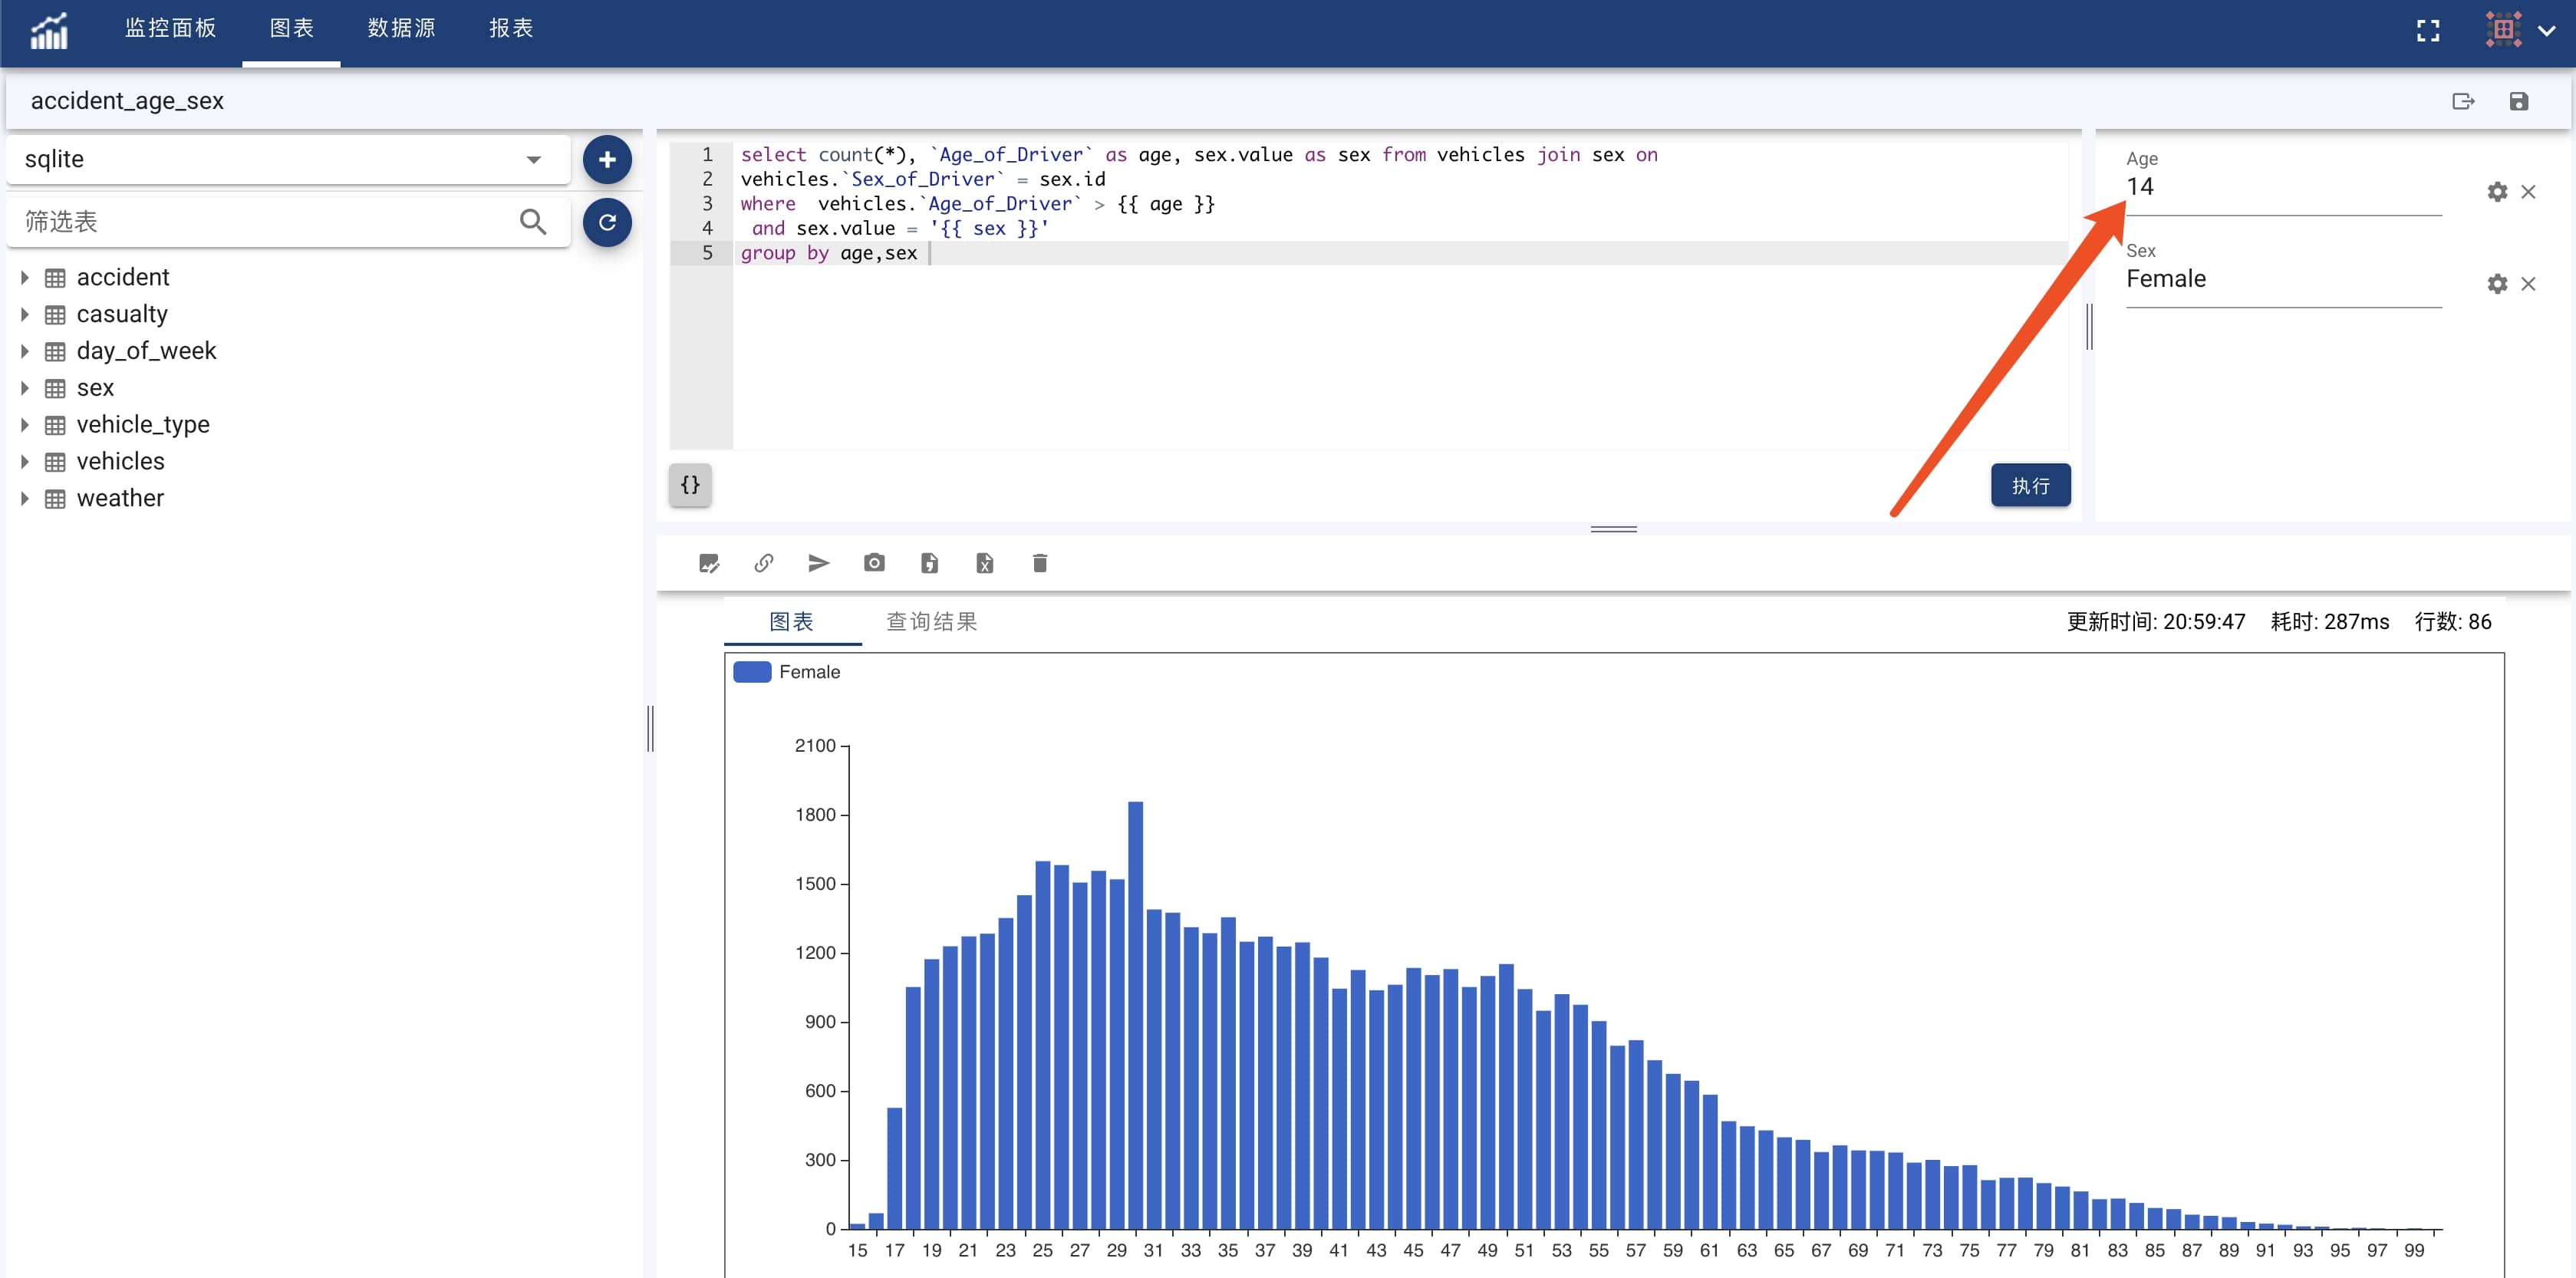 监控面板 图表 数据源 报表
accident_age_sex
sqlite
筛选表
accident
casualty
day_of_week
sex
vehicle_type
vehicles
weather
1 select count(*), `Age_of_Driver` as age, sex.value as sex from vehicles join sex on
2 vehicles.`Sex_of_Driver` = sex.id
3 where  vehicles.`Age_of_Driver` > {{ age }}
4  and sex.value = '{{ sex }}'
5 group by age,sex
{}
执行
Age
14
Sex
Female
图表 查询结果
更新时间: 20:59:47 耗时: 287ms 行数: 86
Female
2100
1800
1500
1200
900
600
300
0
15 17 19 21 23 25 27 29 31 33 35 37 39 41 43 45 47 49 51 53 55 57 59 61 63 65 67 69 71 73 75 77 79 81 83 85 87 89 91 93 95 97 99